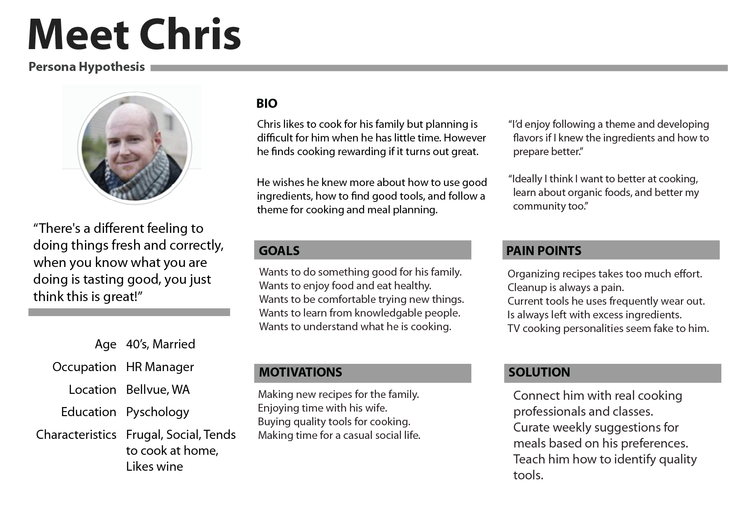 Meet Chris
Persona Hypothesis
“There's a different feeling to
doing things fresh and correctly,
when you know what you are
doing is tasting good, you just
think this is great!”
Age 40’s, Married
Occupation HR Manager
Location Bellvue, WA
Education Pyschology
Characteristics Frugal, Social, Tends
to cook at home,
Likes wine
BIO
Chris likes to cook for his family but planning is
difficult for him when he has little time. However
he finds cooking rewarding if it turns out great.
He wishes he knew more about how to use good
ingredients, how to find good tools, and follow a
theme for cooking and meal planning.
“I’d enjoy following a theme and developing
flavors if I knew the ingredients and how to
prepare better.”
“Ideally I think I want to better at cooking,
learn about organic foods, and better my
community too.”
GOALS
Wants to do something good for his family.
Wants to enjoy food and eat healthy.
Wants to be comfortable trying new things.
Wants to learn from knowledgable people.
Wants to understand what he is cooking.
PAIN POINTS
Organizing recipes takes too much effort.
Cleanup is always a pain.
Current tools he uses frequently wear out.
Is always left with excess ingredients.
TV cooking personalities seem fake to him.
MOTIVATIONS
Making new recipes for the family.
Enjoying time with his wife.
Buying quality tools for cooking.
Making time for a casual social life.
SOLUTION
Connect him with real cooking
professionals and classes.
Curate weekly suggestions for
meals based on his preferences.
Teach him how to identify quality
tools.